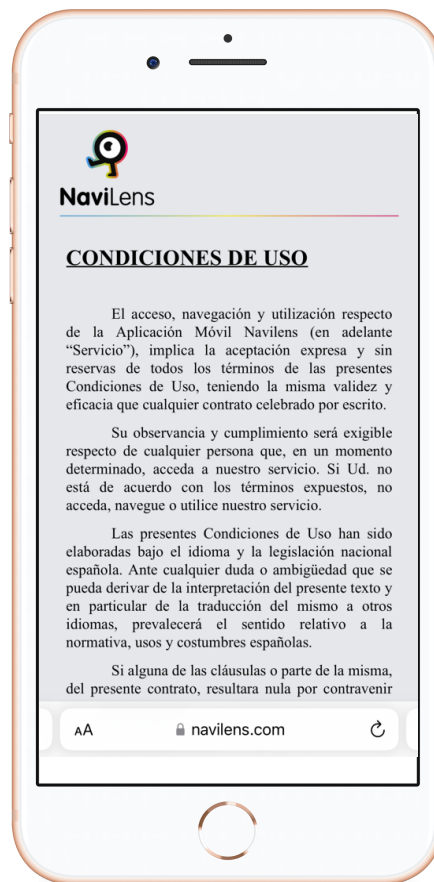 NaviLens
CONDICIONES DE USO
El acceso, navegación y utilización respecto
de la Aplicación Móvil Navilens (en adelante
“Servicio”), implica la aceptación expresa y sin
reservas de todos los términos de las presentes
Condiciones de Uso, teniendo la misma validez y
eficacia que cualquier contrato celebrado por escrito.
Su observancia y cumplimiento será exigible
respecto de cualquier persona que, en un momento
determinado, acceda a nuestro servicio. Si Ud. no
está de acuerdo con los términos expuestos, no
acceda, navegue o utilice nuestro servicio.
Las presentes Condiciones de Uso han sido
elaboradas bajo el idioma y la legislación nacional
española. Ante cualquier duda o ambigüedad que se
pueda derivar de la interpretación del presente texto y
en particular de la traducción del mismo a otros
idiomas, prevalecerá el sentido relativo a la
normativa, usos y costumbres españolas.
Si alguna de las cláusulas o parte de la misma,
del presente contrato, resultara nula por contravenir
AA navilens.com